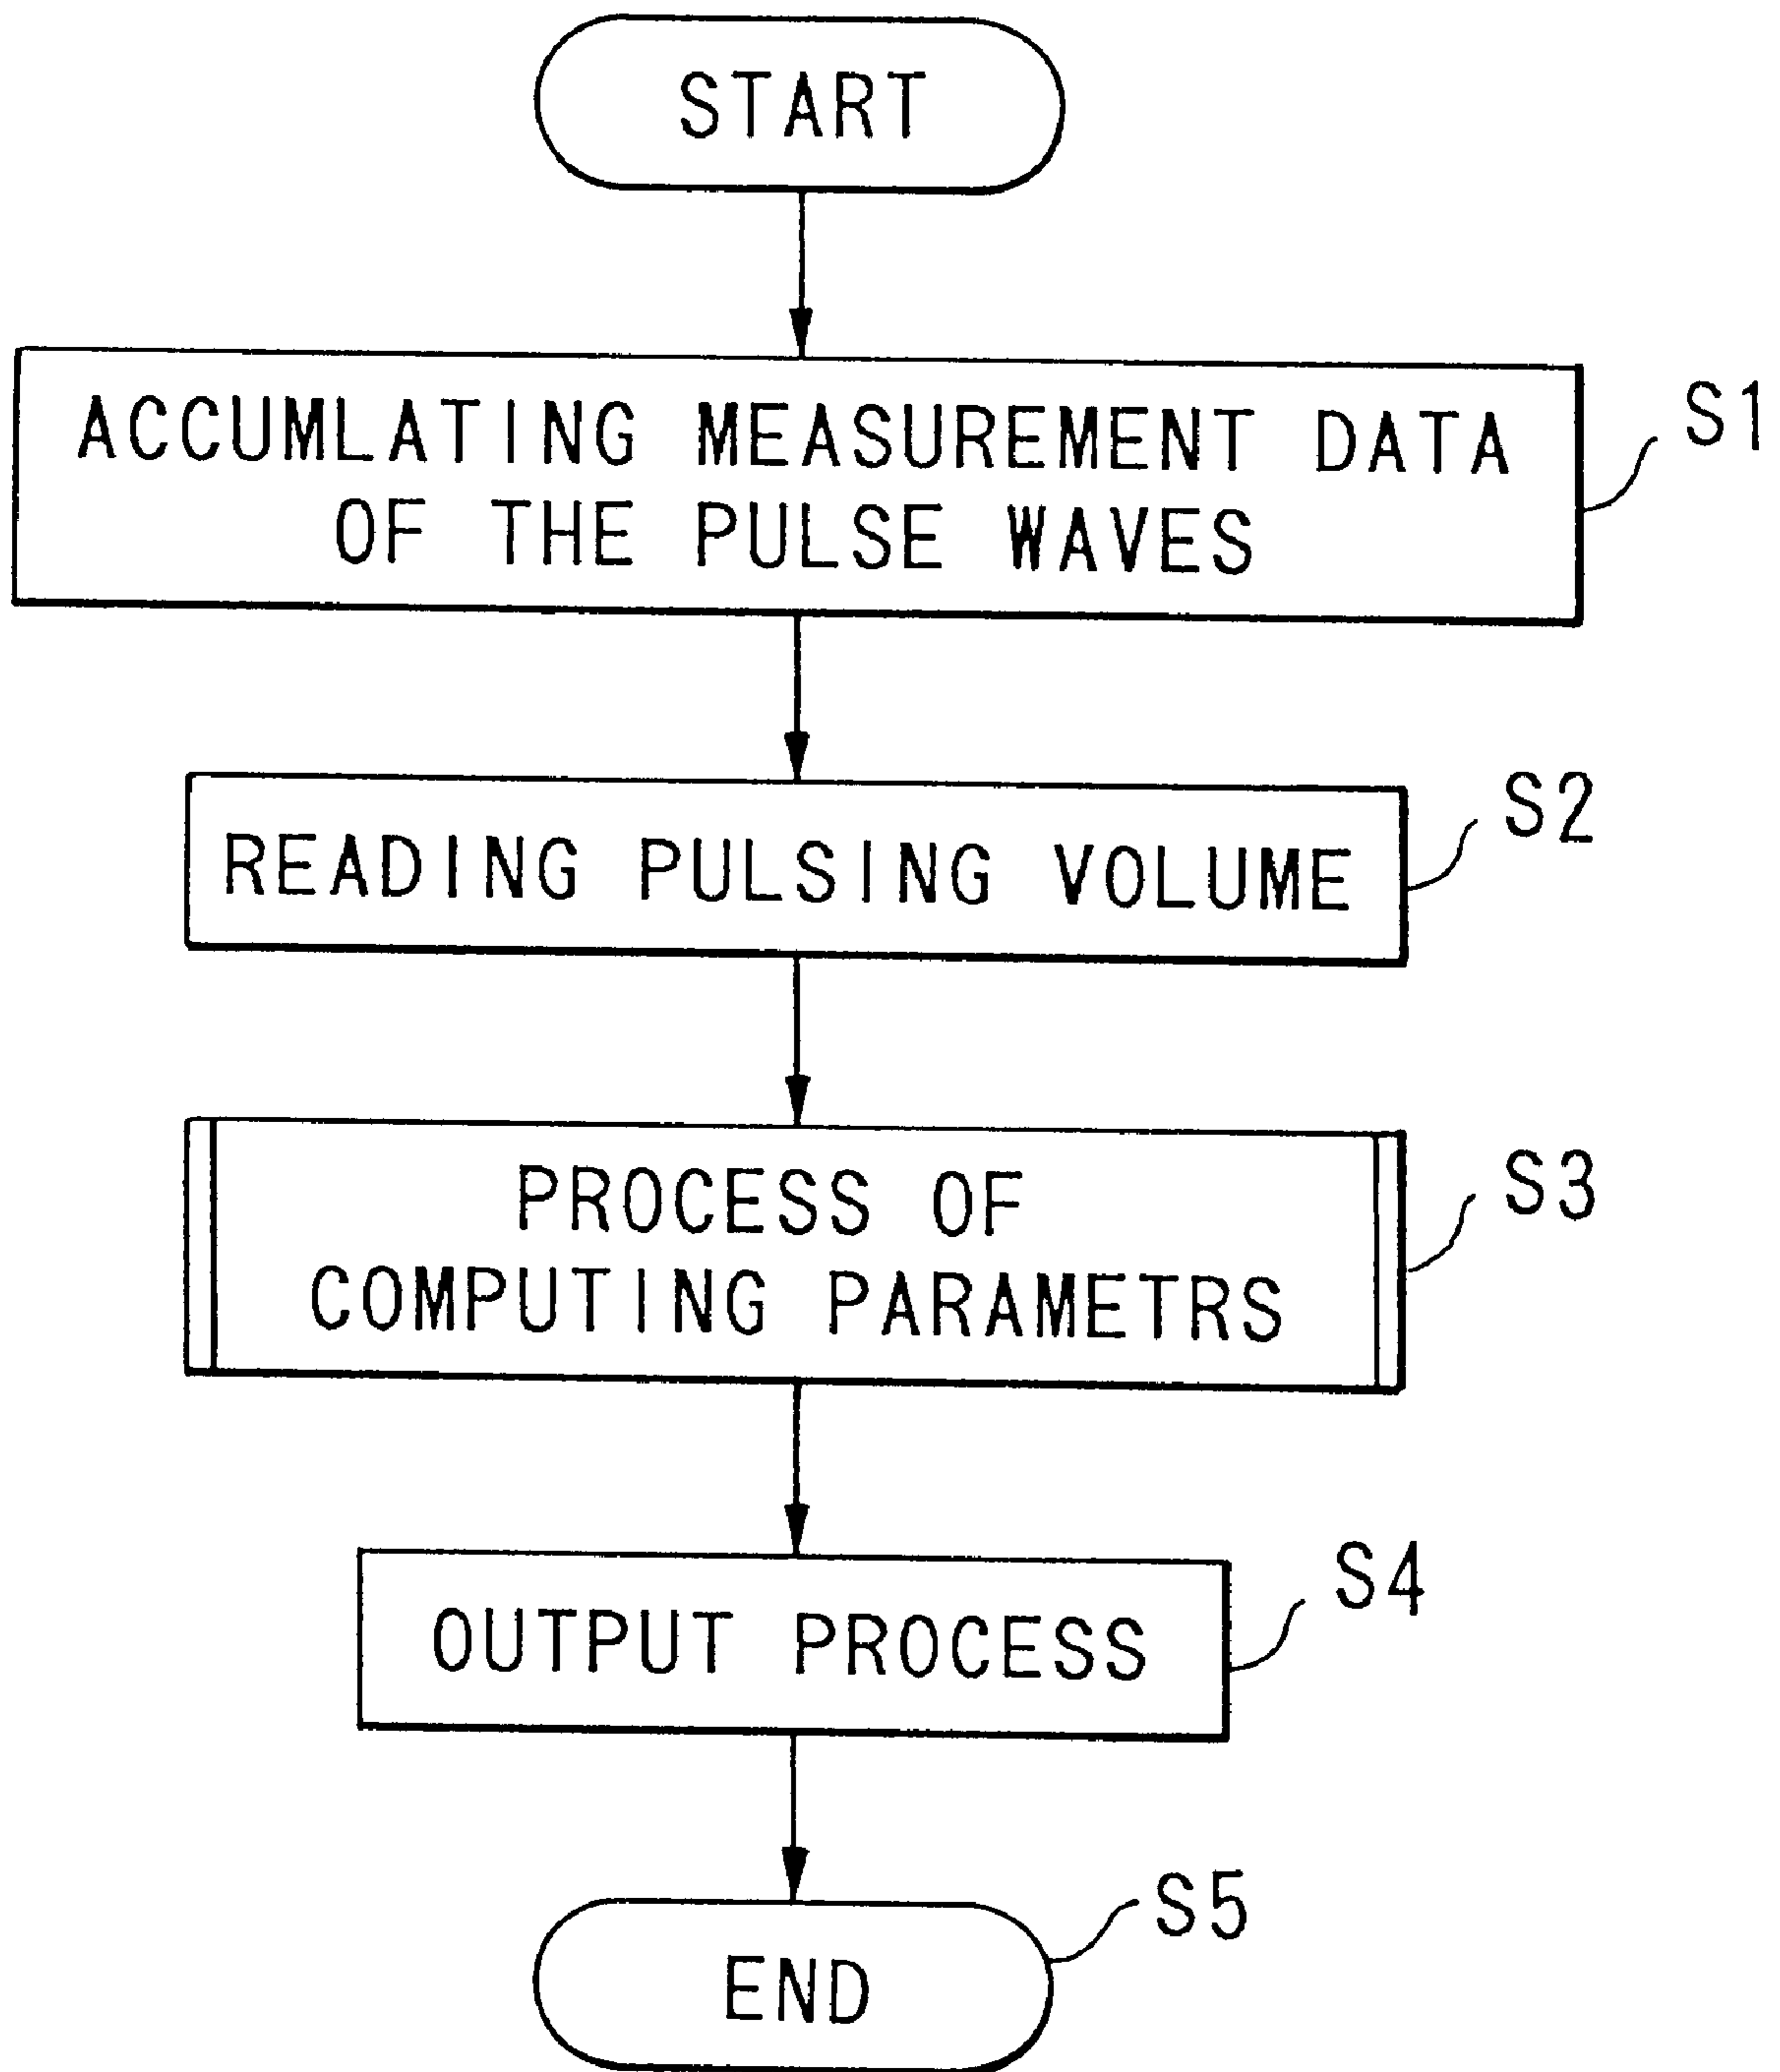 START
ACCUMLATING MEASUREMENT DATA
OF THE PULSE WAVES
S1
READING PULSING VOLUME
S2
PROCESS OF
COMPUTING PARAMETRS
S3
OUTPUT PROCESS
S4
END
S5